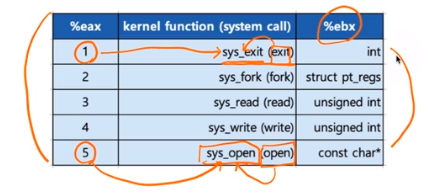 %eax kernel function (system call) %ebx
1 sys_exit (exit) int
2 sys_fork (fork) struct pt_regs
3 sys_read (read) unsigned int
4 sys_write (write) unsigned int
5 sys_open (open) const char*